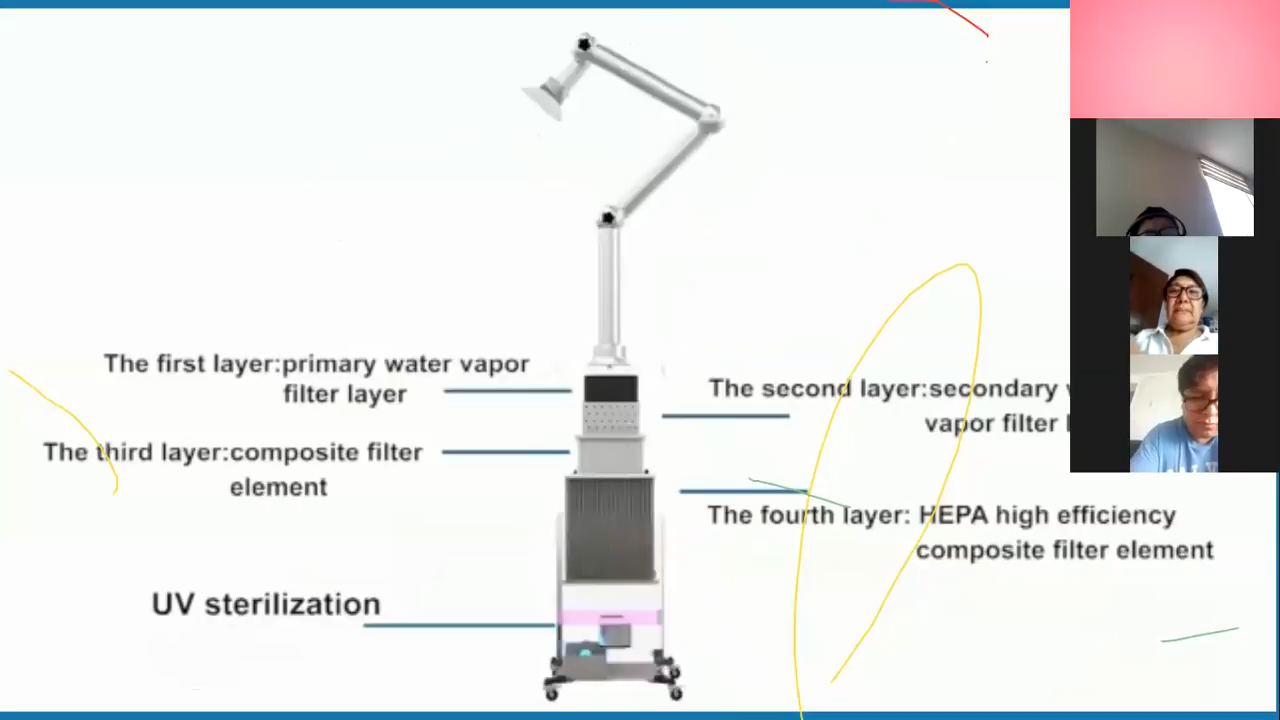 The first layer:primary water vapor
filter layer
The second layer:secondary
vapor filter
The third layer:composite filter
element
The fourth layer: HEPA high efficiency
composite filter element
UV sterilization